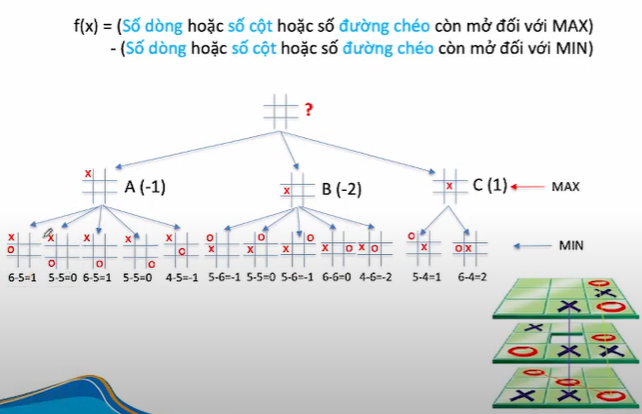 f(x) = (Số dòng hoặc số cột hoặc số đường chéo còn mở đối với MAX)
- (Số dòng hoặc số cột hoặc số đường chéo còn mở đối với MIN)
?
x A (-1) x B (-2) x C (1) MAX
x o x o x o x o x o o x o x o x x o x o o x o x MIN
6-5=1 5-5=0 6-5=1 5-5=0 4-5=-1 5-6=-1 5-5=0 5-6=-1 6-6=0 4-6=-2 5-4=1 6-4=2